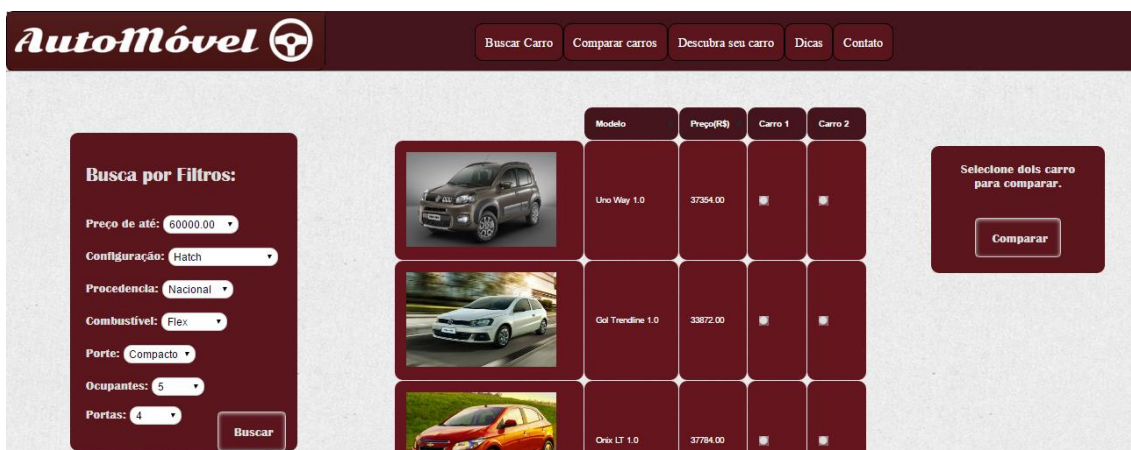 AutoMóvel
Buscar Carro Comparar carros Descubra seu carro Dicas Contato
Busca por Filtros:
Preço de até: 60000.00
Configuração: Hatch
Procedencia: Nacional
Combustível: Flex
Porte: Compacto
Ocupantes: 5
Portas: 4
Buscar
Modelo Preço(R$) Carro 1 Carro 2
Uno Way 1.0 37354.00
Gol Trendline 1.0 33872.00
Onix LT 1.0 37784.00
Selecione dois carro
para comparar.
Comparar